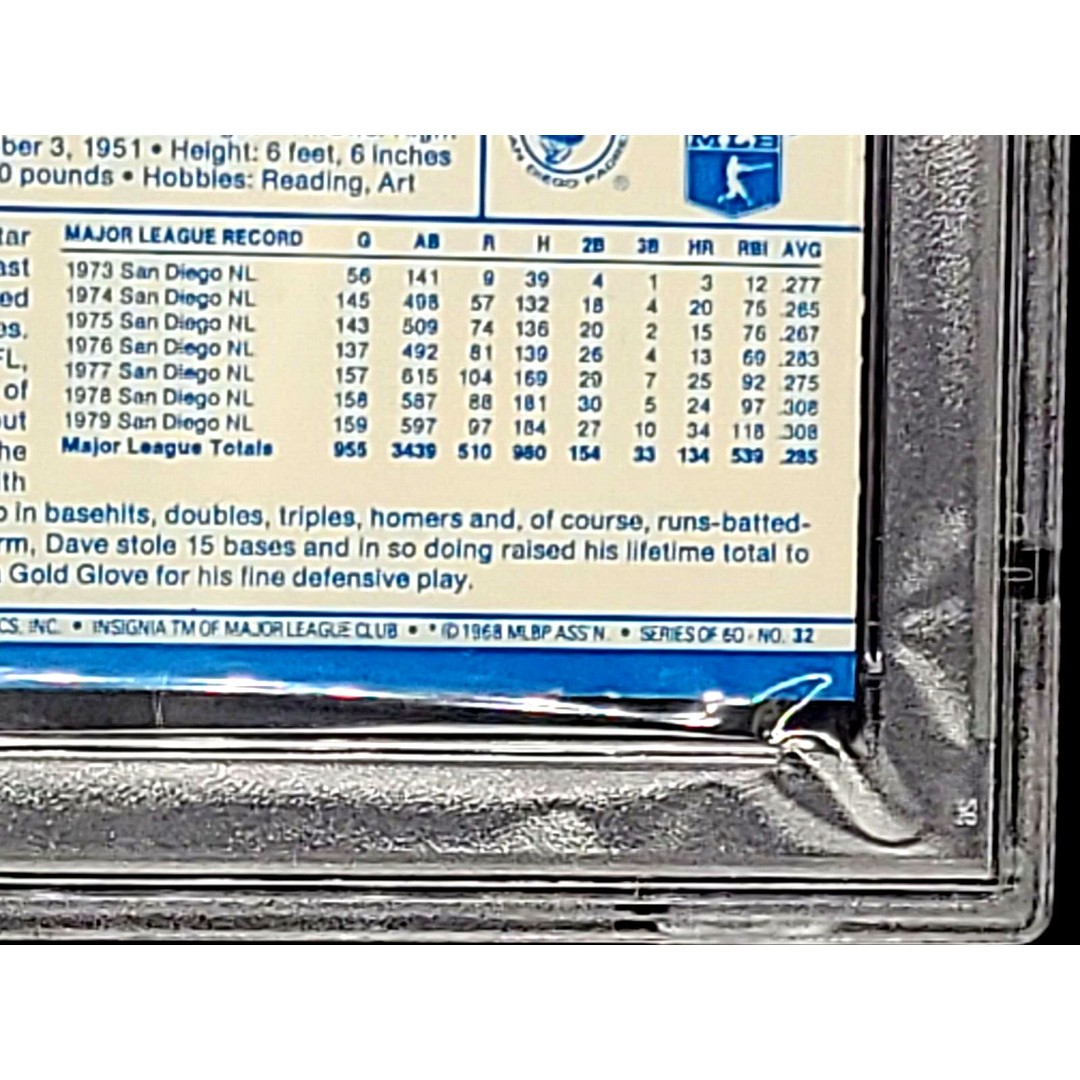 ber 3, 1951 • Height: 6 feet, 6 inches
0 pounds • Hobbies: Reading, Art
AN DIEGO PADRE
®
MLB
tar
ast
ed
es,
FL,
of
out
he
ith
MAJOR LEAGUE RECORD G AB R H 2B 3B HR RBI AVG
1973 San Diego NL 56 141 9 39 4 1 3 12 .277
1974 San Diego NL 145 498 57 132 18 4 20 75 .265
1975 San Diego NL 143 509 74 136 20 2 15 76 .267
1976 San Diego NL 137 492 81 139 26 4 13 69 .283
1977 San Diego NL 157 615 104 169 29 7 25 92 .275
1978 San Diego NL 158 587 88 181 30 5 24 97 .308
1979 San Diego NL 159 597 97 184 27 10 34 118 .308
Major League Totals 955 3439 510 980 154 33 134 539 .285
o in basehits, doubles, triples, homers and, of course, runs-batted-
rm, Dave stole 15 bases and in so doing raised his lifetime total to
Gold Glove for his fine defensive play.
CS, INC. • INSIGNIA TM OF MAJOR LEAGUE CLUB • * © 1968 MLBP ASS'N. • SERIES OF 60 - NO. 32